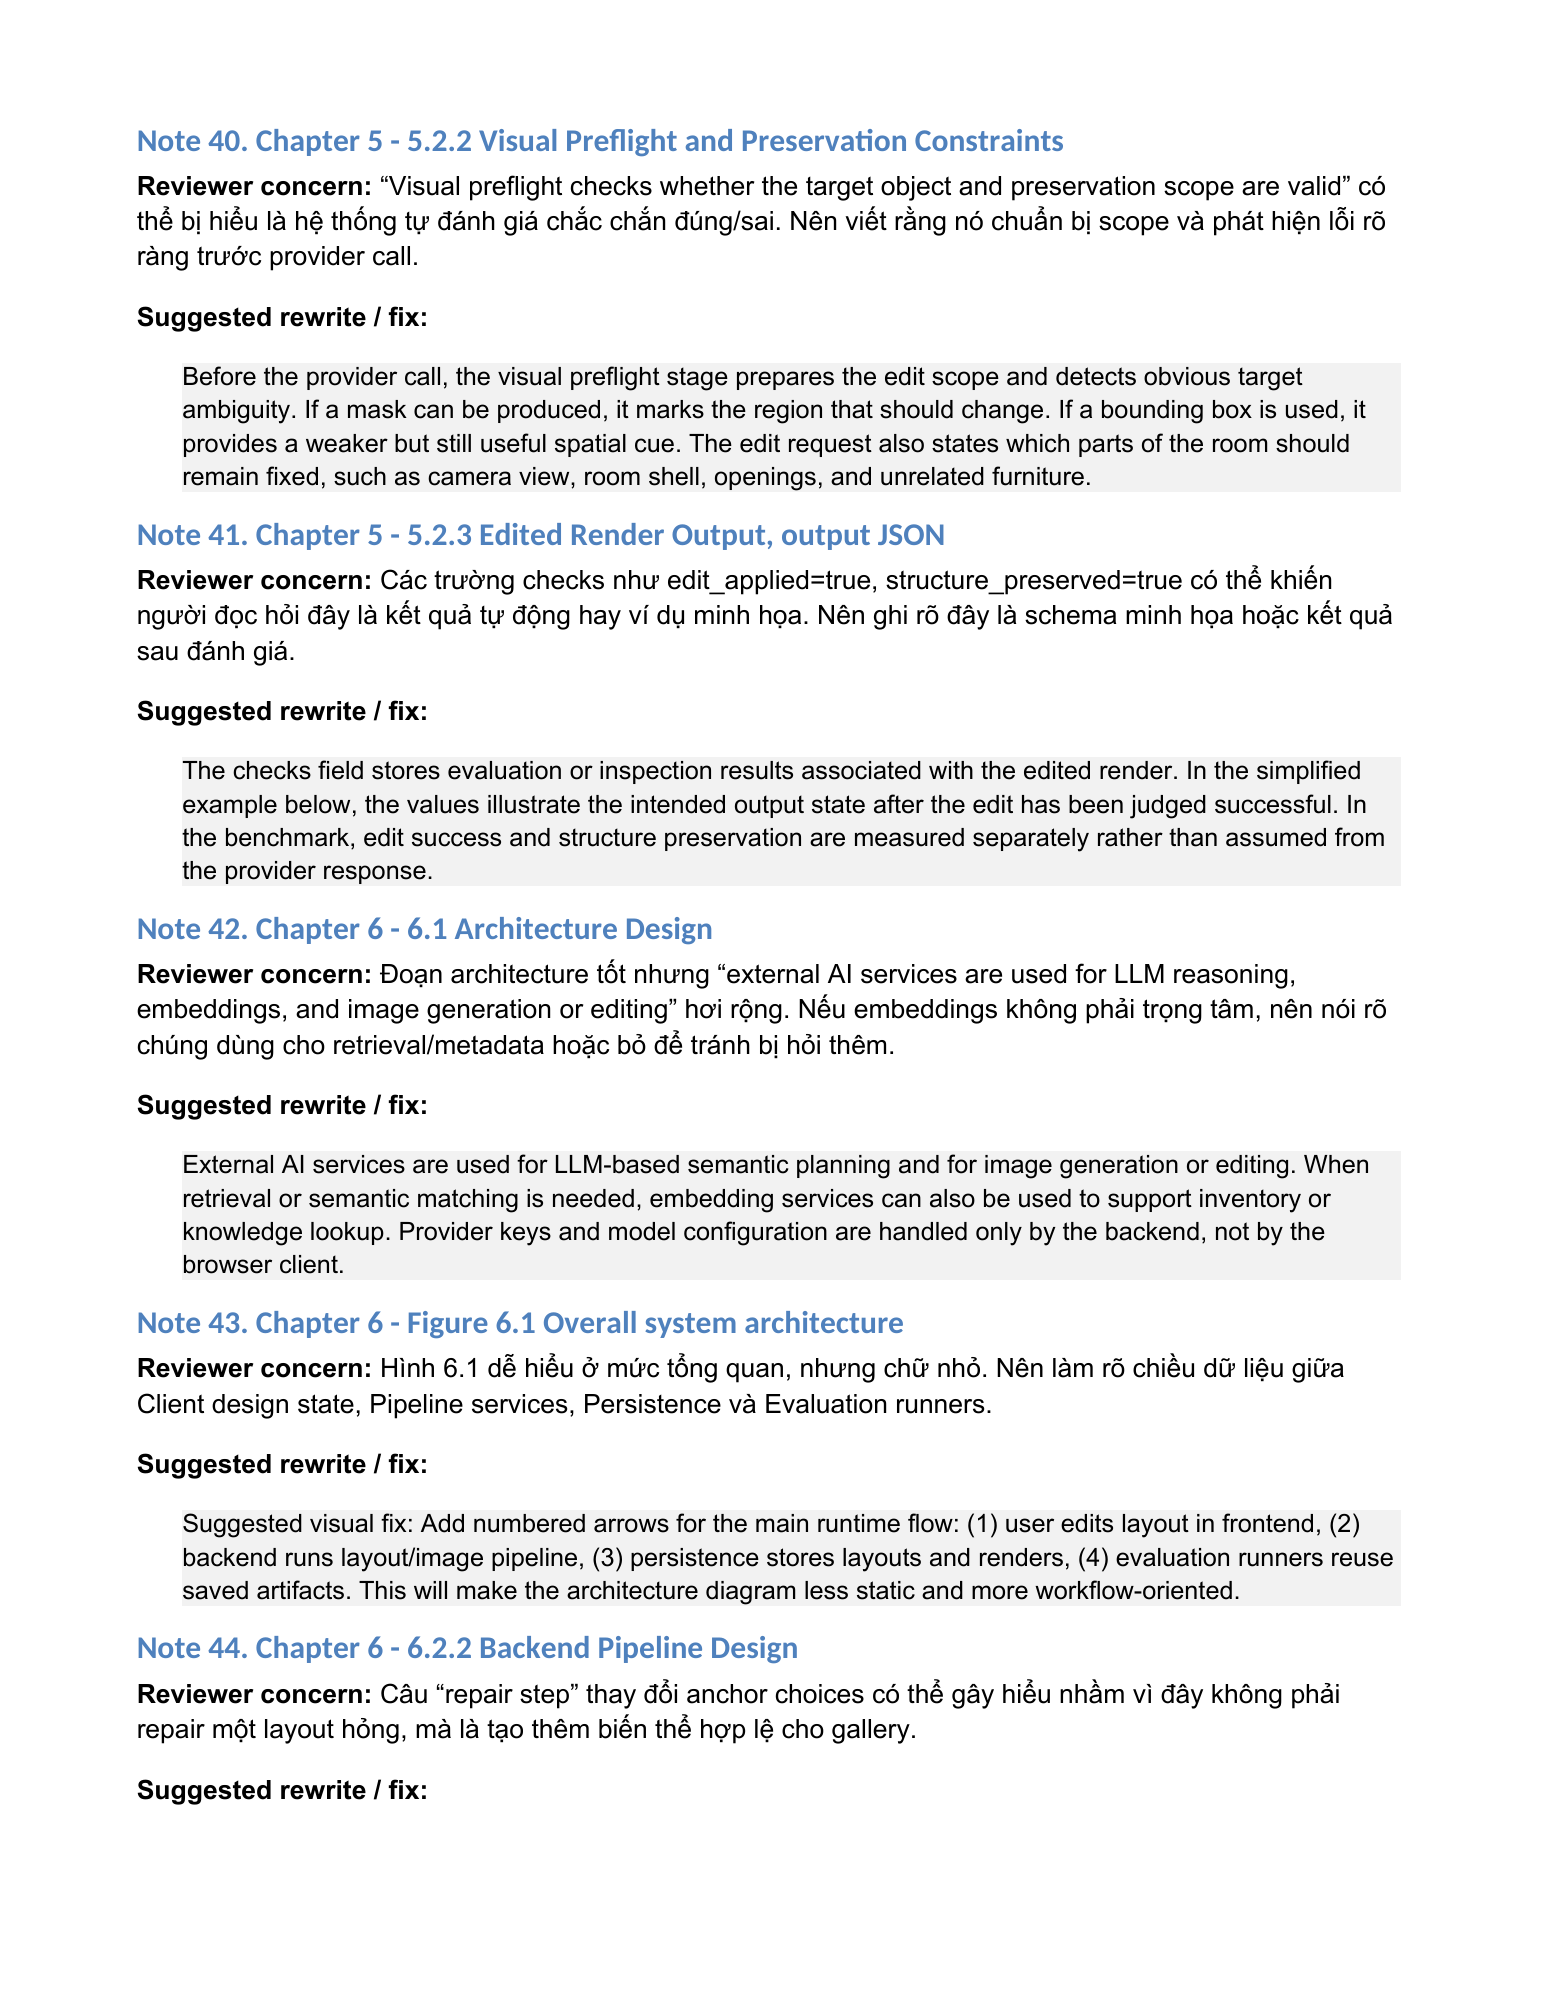 Note 40. Chapter 5 - 5.2.2 Visual Preflight and Preservation Constraints
Reviewer concern: “Visual preflight checks whether the target object and preservation scope are valid” có
thể bị hiểu là hệ thống tự đánh giá chắc chắn đúng/sai. Nên viết rằng nó chuẩn bị scope và phát hiện lỗi rõ
ràng trước provider call.
Suggested rewrite / fix:
Before the provider call, the visual preflight stage prepares the edit scope and detects obvious target
ambiguity. If a mask can be produced, it marks the region that should change. If a bounding box is used, it
provides a weaker but still useful spatial cue. The edit request also states which parts of the room should
remain fixed, such as camera view, room shell, openings, and unrelated furniture.
Note 41. Chapter 5 - 5.2.3 Edited Render Output, output JSON
Reviewer concern: Các trường checks như edit_applied=true, structure_preserved=true có thể khiến
người đọc hỏi đây là kết quả tự động hay ví dụ minh họa. Nên ghi rõ đây là schema minh họa hoặc kết quả
sau đánh giá.
Suggested rewrite / fix:
The checks field stores evaluation or inspection results associated with the edited render. In the simplified
example below, the values illustrate the intended output state after the edit has been judged successful. In
the benchmark, edit success and structure preservation are measured separately rather than assumed from
the provider response.
Note 42. Chapter 6 - 6.1 Architecture Design
Reviewer concern: Đoạn architecture tốt nhưng “external AI services are used for LLM reasoning,
embeddings, and image generation or editing” hơi rộng. Nếu embeddings không phải trọng tâm, nên nói rõ
chúng dùng cho retrieval/metadata hoặc bỏ để tránh bị hỏi thêm.
Suggested rewrite / fix:
External AI services are used for LLM-based semantic planning and for image generation or editing. When
retrieval or semantic matching is needed, embedding services can also be used to support inventory or
knowledge lookup. Provider keys and model configuration are handled only by the backend, not by the
browser client.
Note 43. Chapter 6 - Figure 6.1 Overall system architecture
Reviewer concern: Hình 6.1 dễ hiểu ở mức tổng quan, nhưng chữ nhỏ. Nên làm rõ chiều dữ liệu giữa
Client design state, Pipeline services, Persistence và Evaluation runners.
Suggested rewrite / fix:
Suggested visual fix: Add numbered arrows for the main runtime flow: (1) user edits layout in frontend, (2)
backend runs layout/image pipeline, (3) persistence stores layouts and renders, (4) evaluation runners reuse
saved artifacts. This will make the architecture diagram less static and more workflow-oriented.
Note 44. Chapter 6 - 6.2.2 Backend Pipeline Design
Reviewer concern: Câu “repair step” thay đổi anchor choices có thể gây hiểu nhầm vì đây không phải
repair một layout hỏng, mà là tạo thêm biến thể hợp lệ cho gallery.
Suggested rewrite / fix: